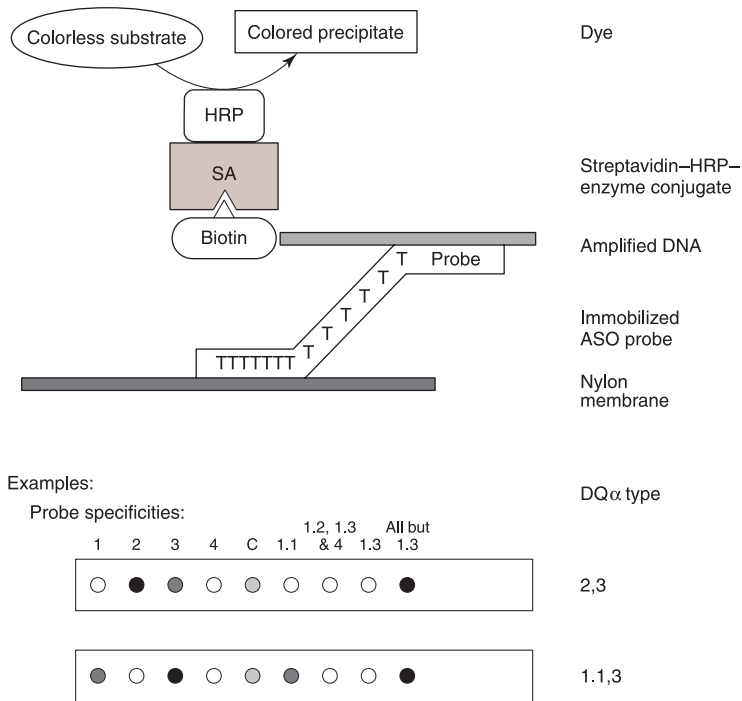 Colorless substrate
Colored precipitate
Dye
HRP
SA
Streptavidin–HRP–
enzyme conjugate
Biotin
Amplified DNA
T Probe
T
T
T
T
T
T
TTTTTTT
Immobilized
ASO probe
Nylon
membrane
Examples:
DQα type
Probe specificities:
1.2, 1.3 All but
1 2 3 4 C 1.1 & 4 1.3 1.3
2,3
1.1,3